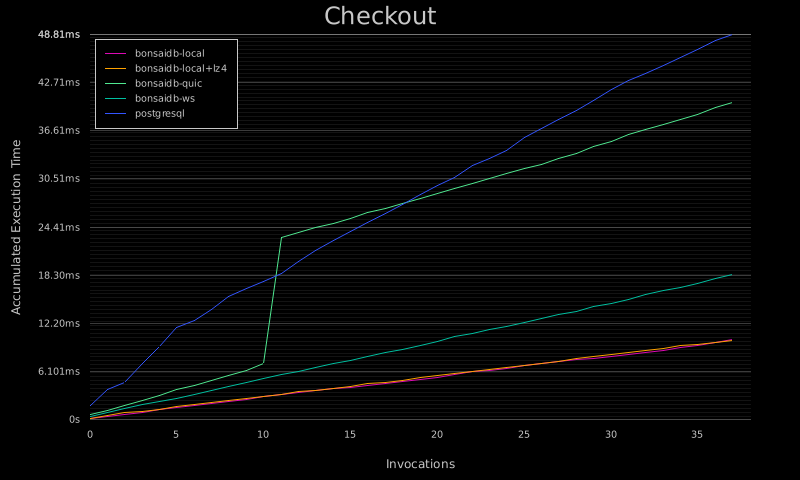 Checkout
48.81ms
42.71ms
36.61ms
30.51ms
24.41ms
18.30ms
12.20ms
6.101ms
0s
bonsaidb-local
bonsaidb-local+lz4
bonsaidb-quic
bonsaidb-ws
postgresql
Accumulated Execution Time
0 5 10 15 20 25 30 35
Invocations